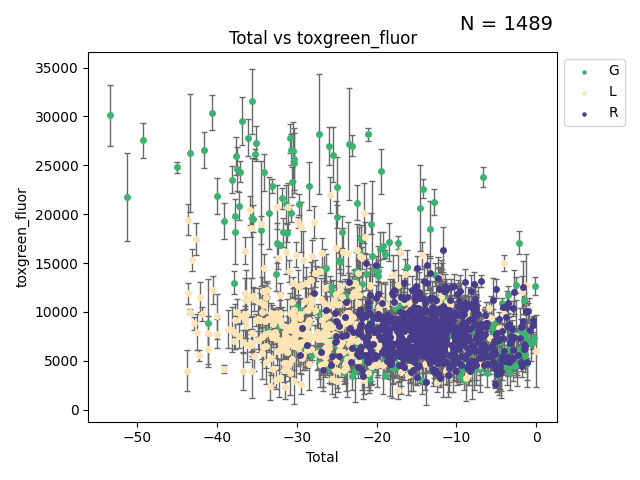 N = 1489
Total vs toxgreen_fluor
G
L
R
35000
30000
25000
20000
15000
10000
5000
0
toxgreen_fluor
−50
−40
−30
−20
−10
0
Total